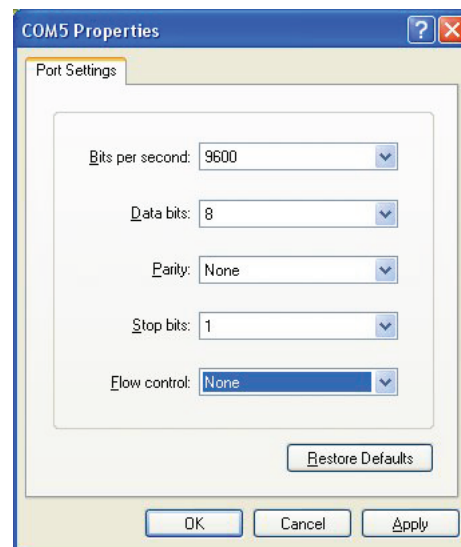 COM5 Properties
Port Settings
Bits per second: 9600
Data bits: 8
Parity: None
Stop bits: 1
Flow control: None
Restore Defaults
OK Cancel Apply